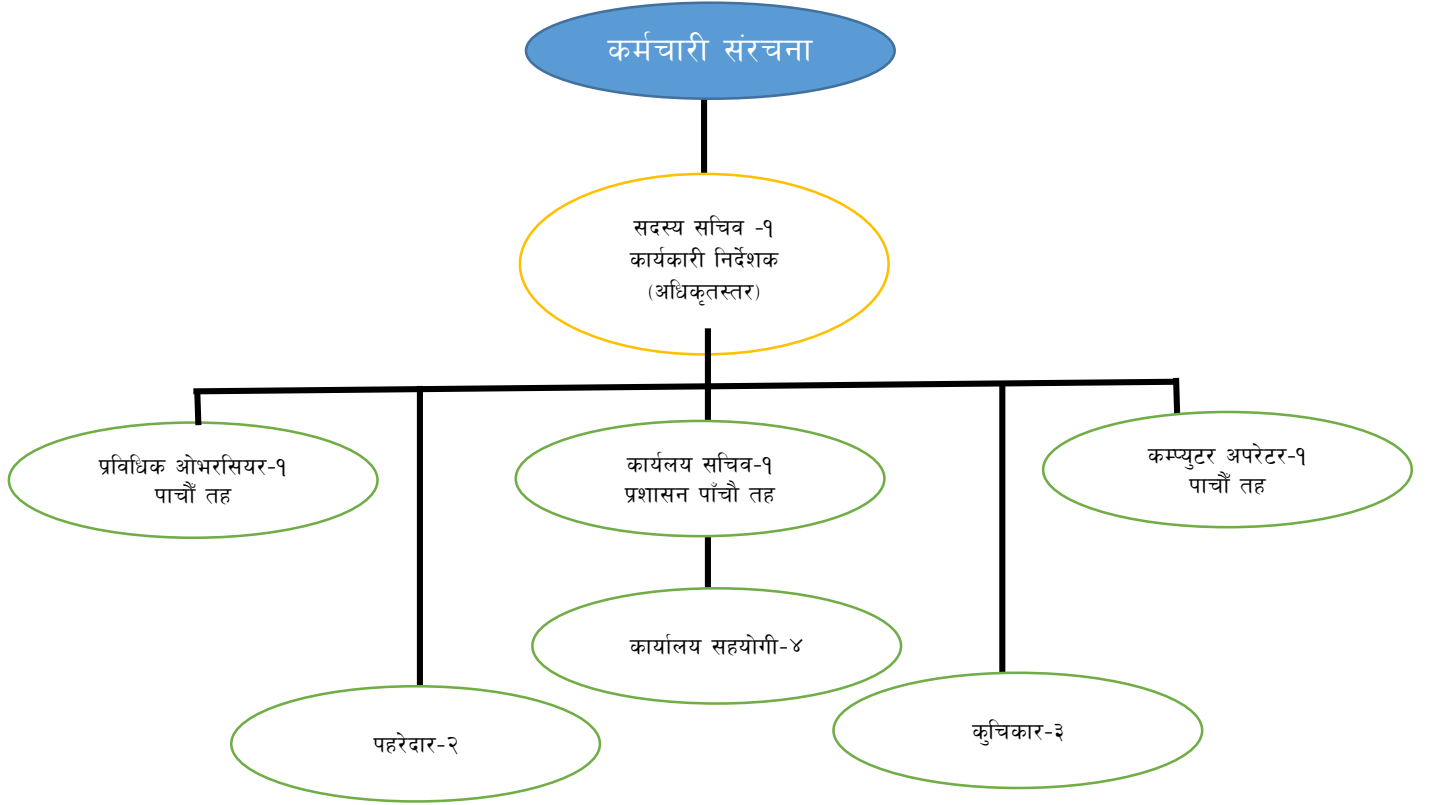 कर्मचारी संरचना
सदस्य सचिव -१
कार्यकारी निर्देशक
(अधिकृतस्तर)
प्रविधिक ओभरसियर-१
पाचौँ तह
कार्यलय सचिव-१
प्रशासन पाँचौ तह
कम्प्युटर अपरेटर-१
पाचौँ तह
कार्यालय सहयोगी-४
पहरेदार-२
कुचिकार-३